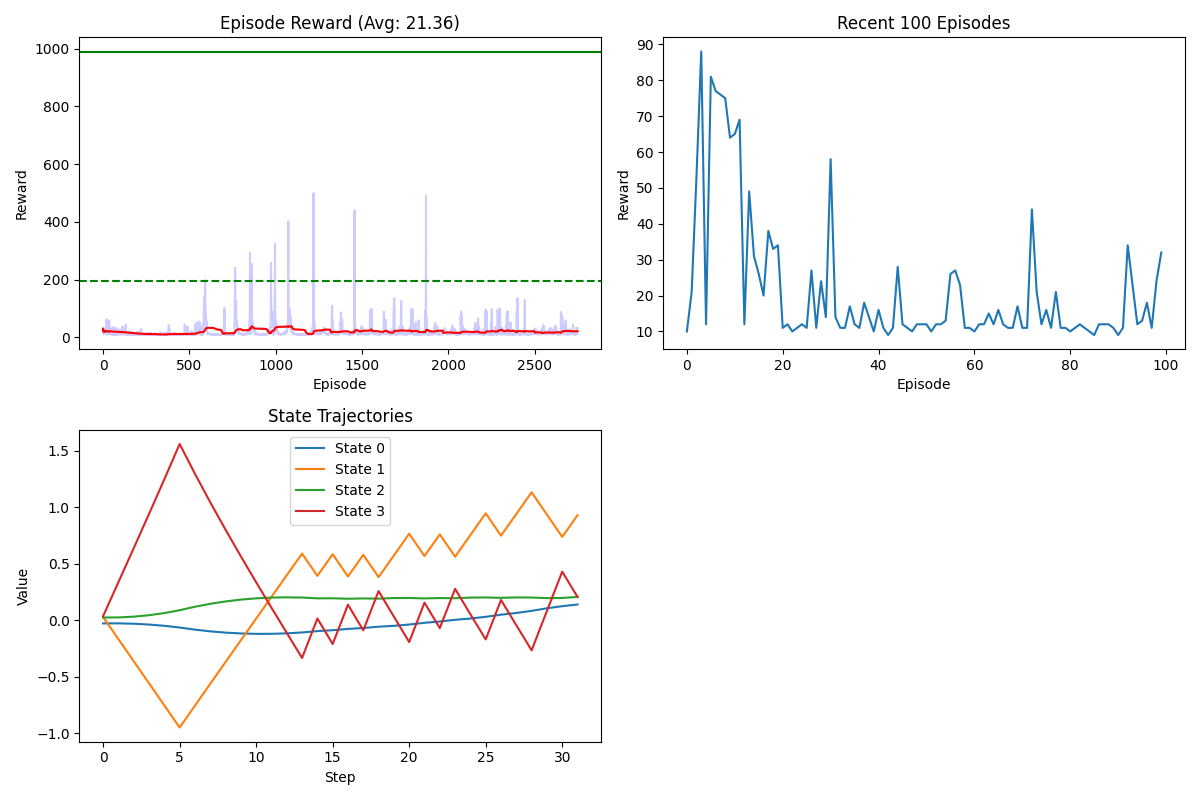 Episode Reward (Avg: 21.36)
1000
800
600
400
200
0
Reward
0 500 1000 1500 2000 2500
Episode
Recent 100 Episodes
90
80
70
60
50
40
30
20
10
Reward
0 20 40 60 80 100
Episode
State Trajectories
State 0
State 1
State 2
State 3
1.5
1.0
0.5
0.0
−0.5
−1.0
Value
0 5 10 15 20 25 30
Step